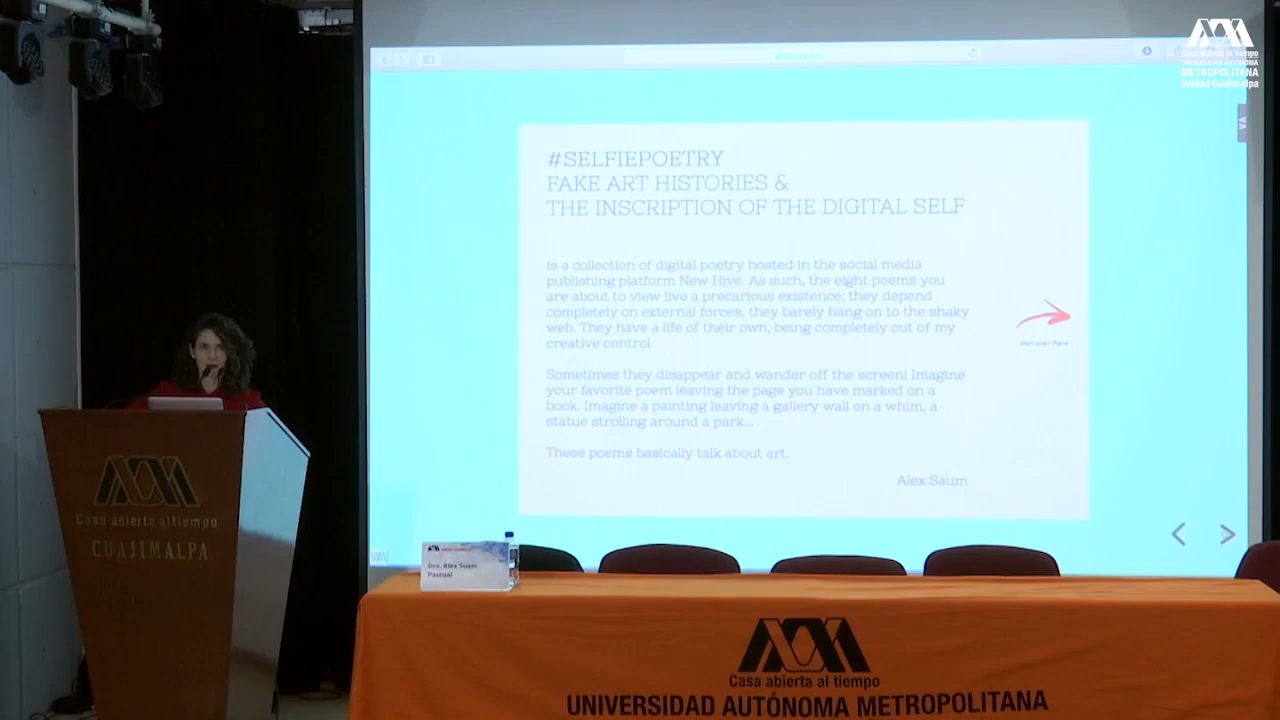 Casa abierta al tiempo
UNIVERSIDAD AUTÓNOMA
METROPOLITANA
Unidad Cuajimalpa
#SELFIEPOETRY
FAKE ART HISTORIES &
THE INSCRIPTION OF THE DIGITAL SELF
is a collection of digital poetry hosted in the social media
publishing platform New Hive. As such, the eight poems you
are about to view live a precarious existence; they depend
completely on external forces, they barely hang on to the shaky
web. They have a life of their own, being completely out of my
creative control.
Sometimes they disappear and wander off the screen! Imagine
your favorite poem leaving the page you have marked on a
book. Imagine a painting leaving a gallery wall on a whim, a
statue strolling around a park...
These poems basically talk about art.
Alex Saum
Casa abierta al tiempo
CUAJIMALPA
Dra. Alex Suam
Pascual
Casa abierta al tiempo
UNIVERSIDAD AUTÓNOMA METROPOLITANA